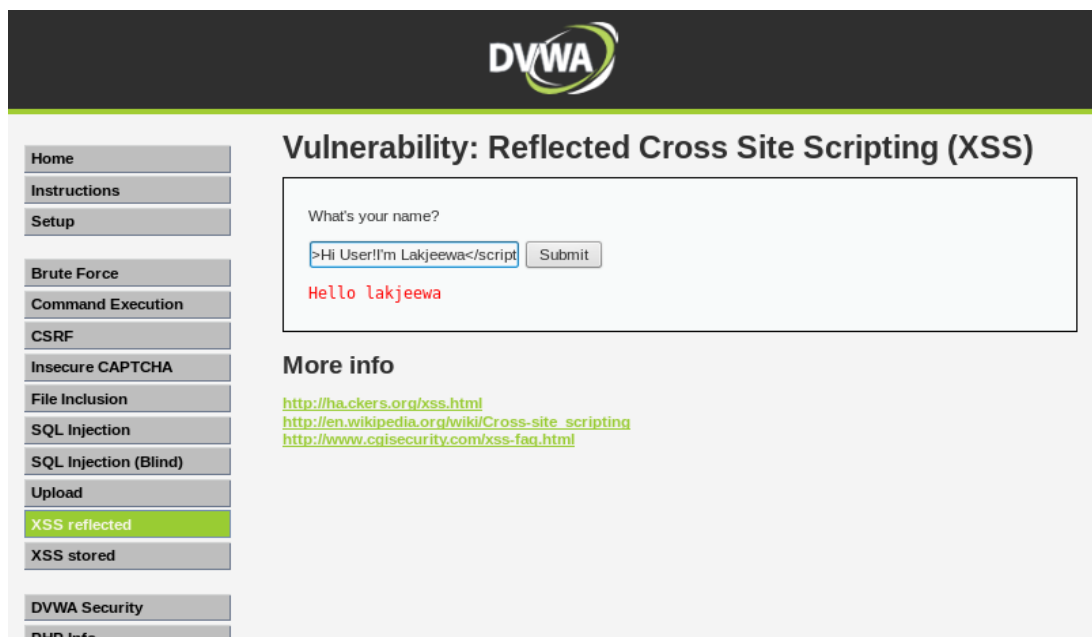 DVWA
Vulnerability: Reflected Cross Site Scripting (XSS)
Home
Instructions
Setup
Brute Force
Command Execution
CSRF
Insecure CAPTCHA
File Inclusion
SQL Injection
SQL Injection (Blind)
Upload
XSS reflected
XSS stored
DVWA Security
PHP Info
What's your name?
>Hi User!I'm Lakjeewa</script
Submit
Hello lakjeewa
More info
http://ha.ckers.org/xss.html
http://en.wikipedia.org/wiki/Cross-site_scripting
http://www.cgisecurity.com/xss-faq.html